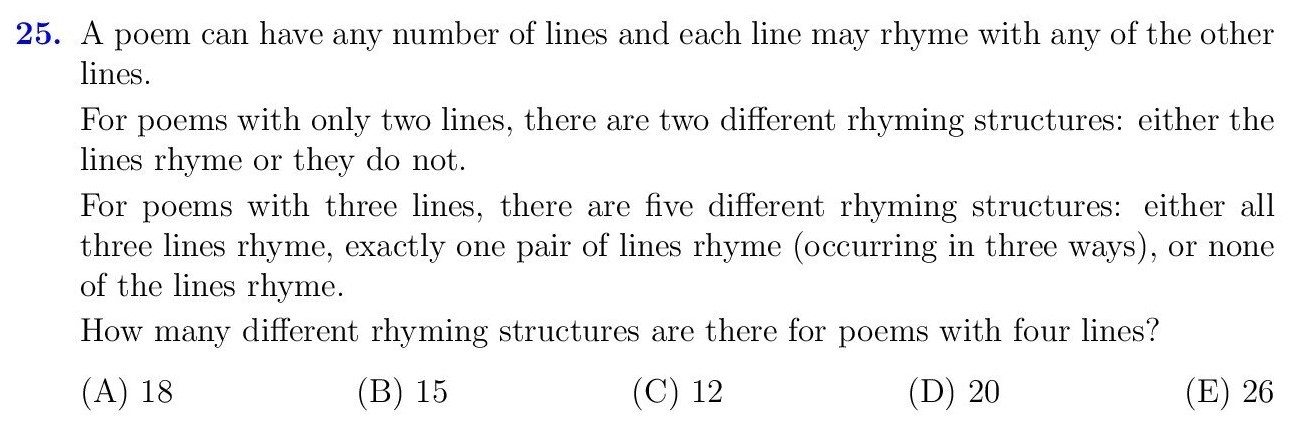 25. A poem can have any number of lines and each line may rhyme with any of the other
lines.
For poems with only two lines, there are two different rhyming structures: either the
lines rhyme or they do not.
For poems with three lines, there are five different rhyming structures: either all
three lines rhyme, exactly one pair of lines rhyme (occurring in three ways), or none
of the lines rhyme.
How many different rhyming structures are there for poems with four lines?
(A) 18 (B) 15 (C) 12 (D) 20 (E) 26